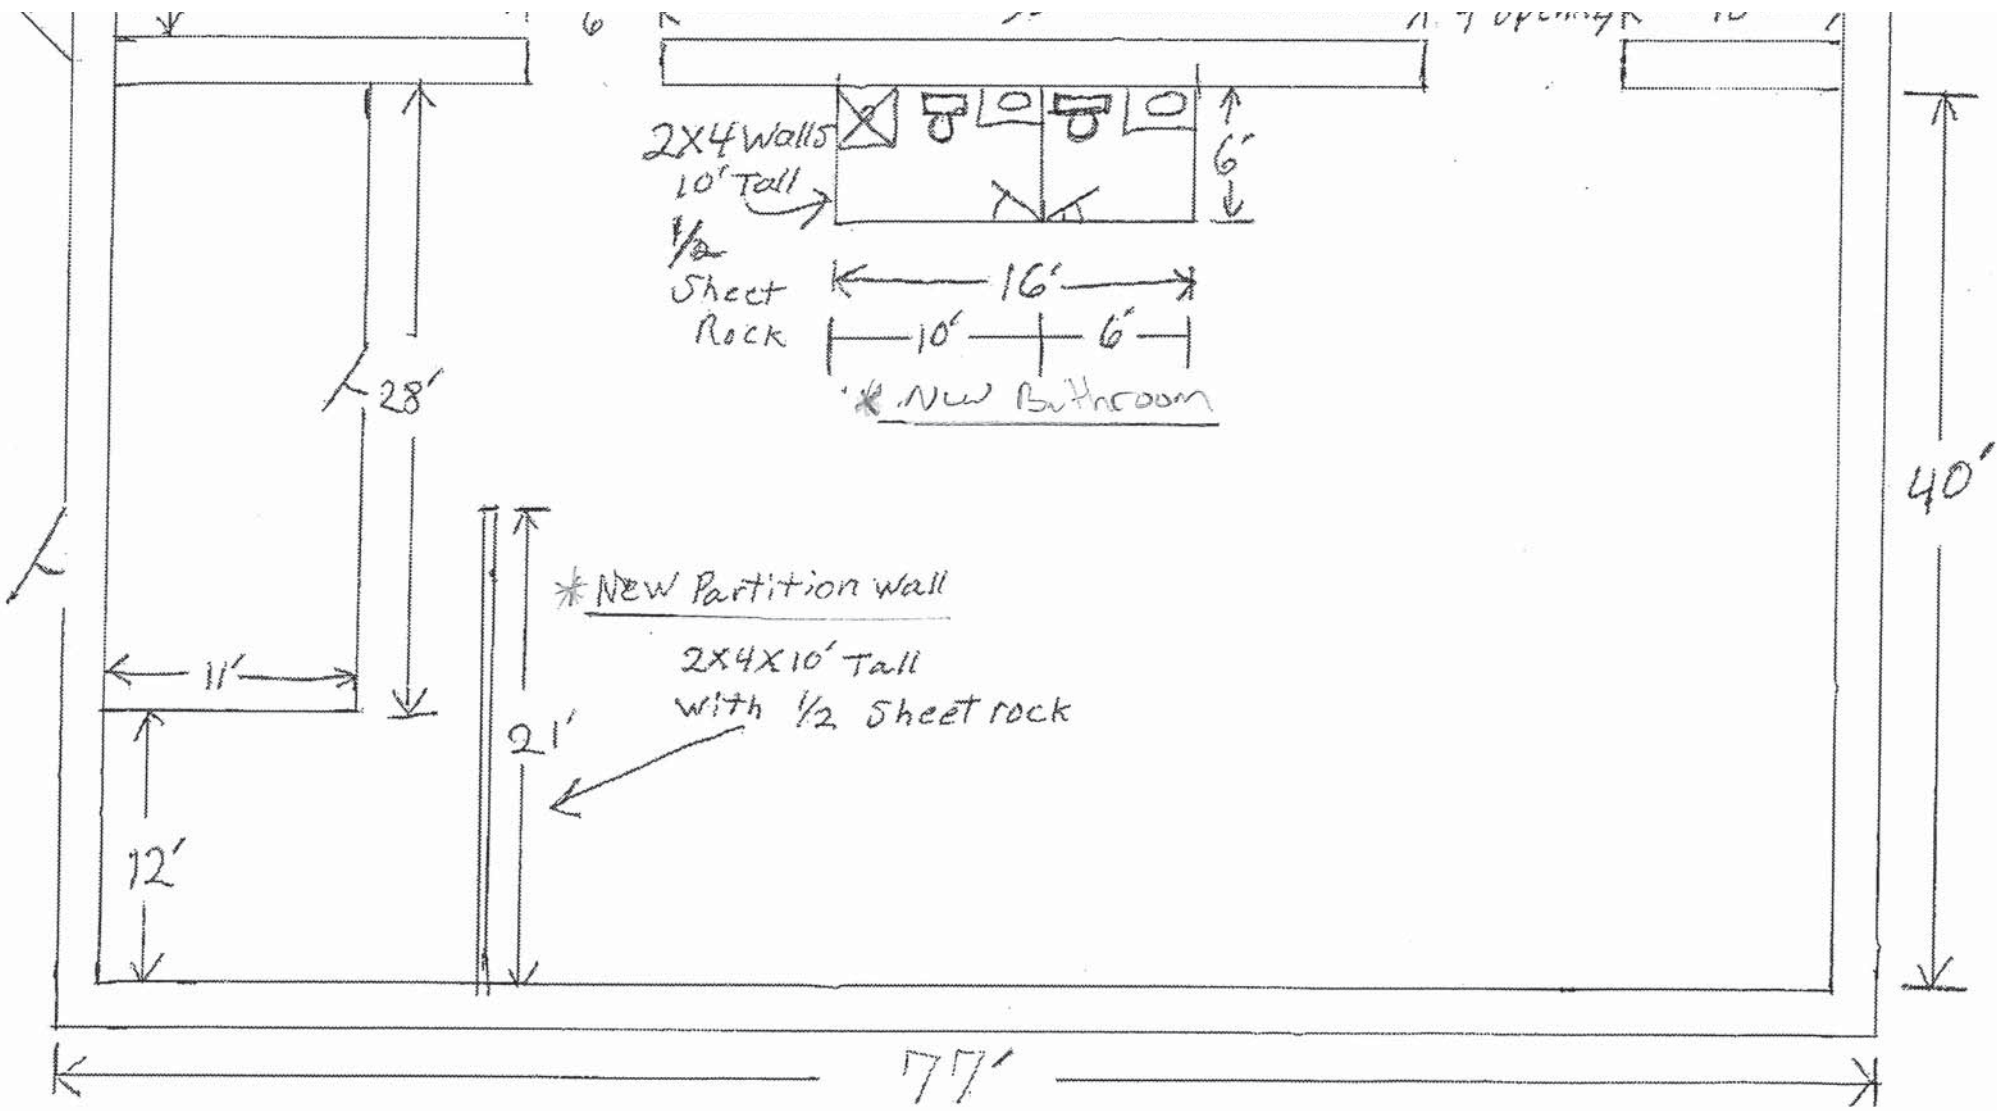 6
2X4 Walls
10' Tall
1/2
Sheet
Rock
6'
16'
10' 6'
* New Bathroom
28'
40'
* New Partition wall
2X4X10' Tall
with 1/2 Sheet rock
11'
21'
12'
77'